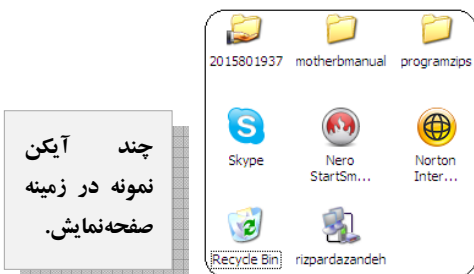 2015801937 motherbmanual programzips
Skype Nero StartSm... Norton Inter...
Recycle Bin rizpardazandeh
چند آیکن
نمونه در زمینه
صفحه‌نمایش.